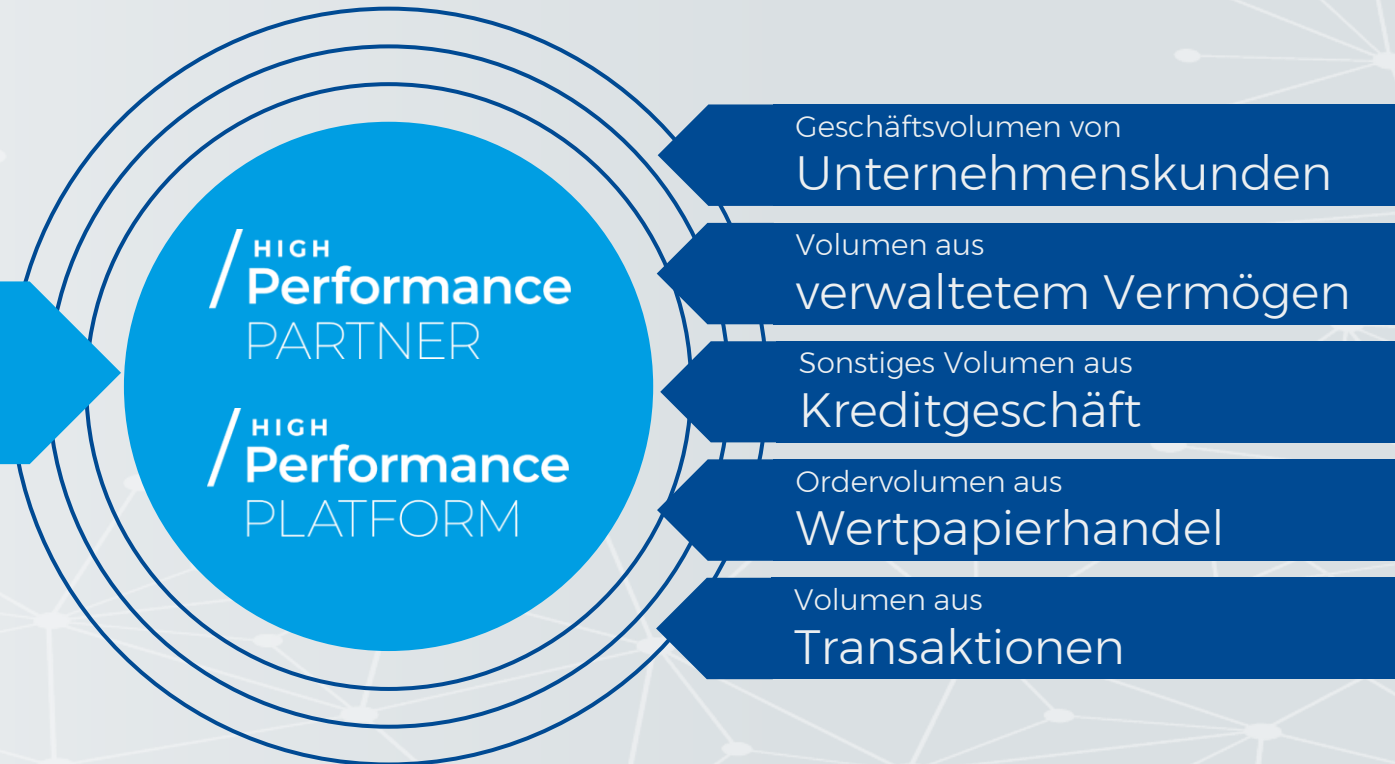 HIGH
Performance
PARTNER
HIGH
Performance
PLATFORM
Geschäftsvolumen von
Unternehmenskunden
Volumen aus
verwaltetem Vermögen
Sonstiges Volumen aus
Kreditgeschäft
Ordervolumen aus
Wertpapierhandel
Volumen aus
Transaktionen